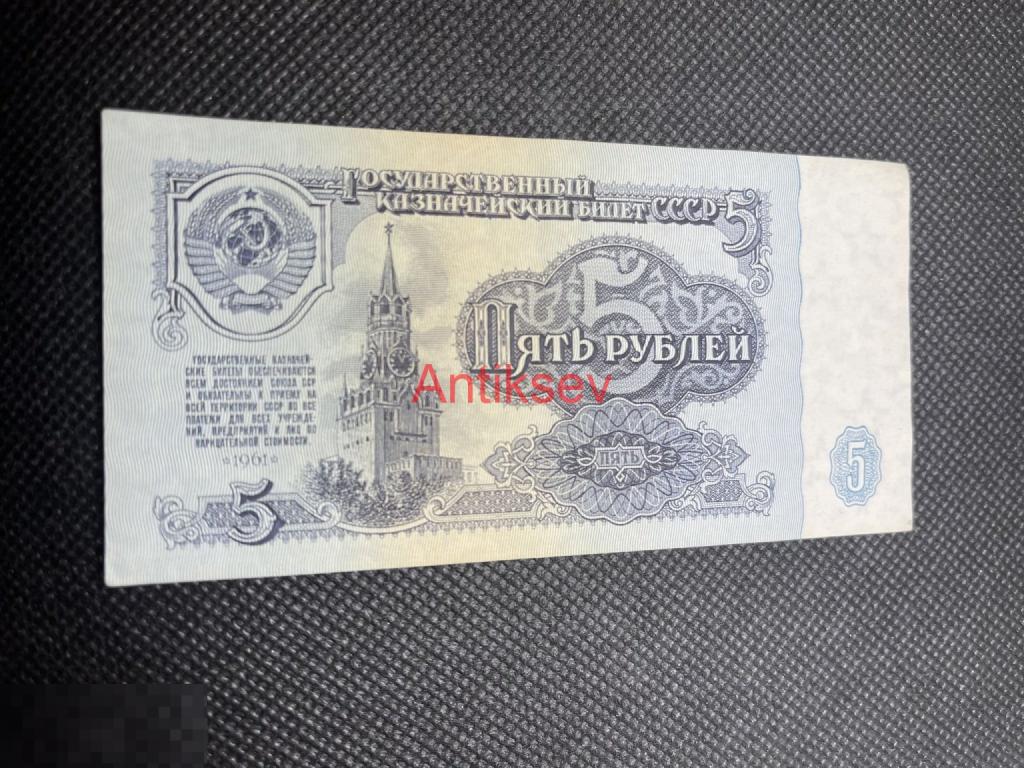 ГОСУДАРСТВЕННЫЙ
КАЗНАЧЕЙСКИЙ БИЛЕТ СССР
5
5
5
ПЯТЬ РУБЛЕЙ
Antiksev
ГОСУДАРСТВЕННЫЕ КАЗНАЧЕЙ-
СКИЕ БИЛЕТЫ ОБЕСПЕЧИВАЮТСЯ
ВСЕМ ДОСТОЯНИЕМ СОЮЗА ССР
И ОБЯЗАТЕЛЬНЫ К ПРИЕМУ НА
ВСЕЙ ТЕРРИТОРИИ СССР ВО ВСЕ
ПЛАТЕЖИ ДЛЯ ВСЕХ УЧРЕЖДЕ-
НИЙ, ПРЕДПРИЯТИЙ И ЛИЦ ПО
НАРИЦАТЕЛЬНОЙ СТОИМОСТИ.
1961
ПЯТЬ
5
5